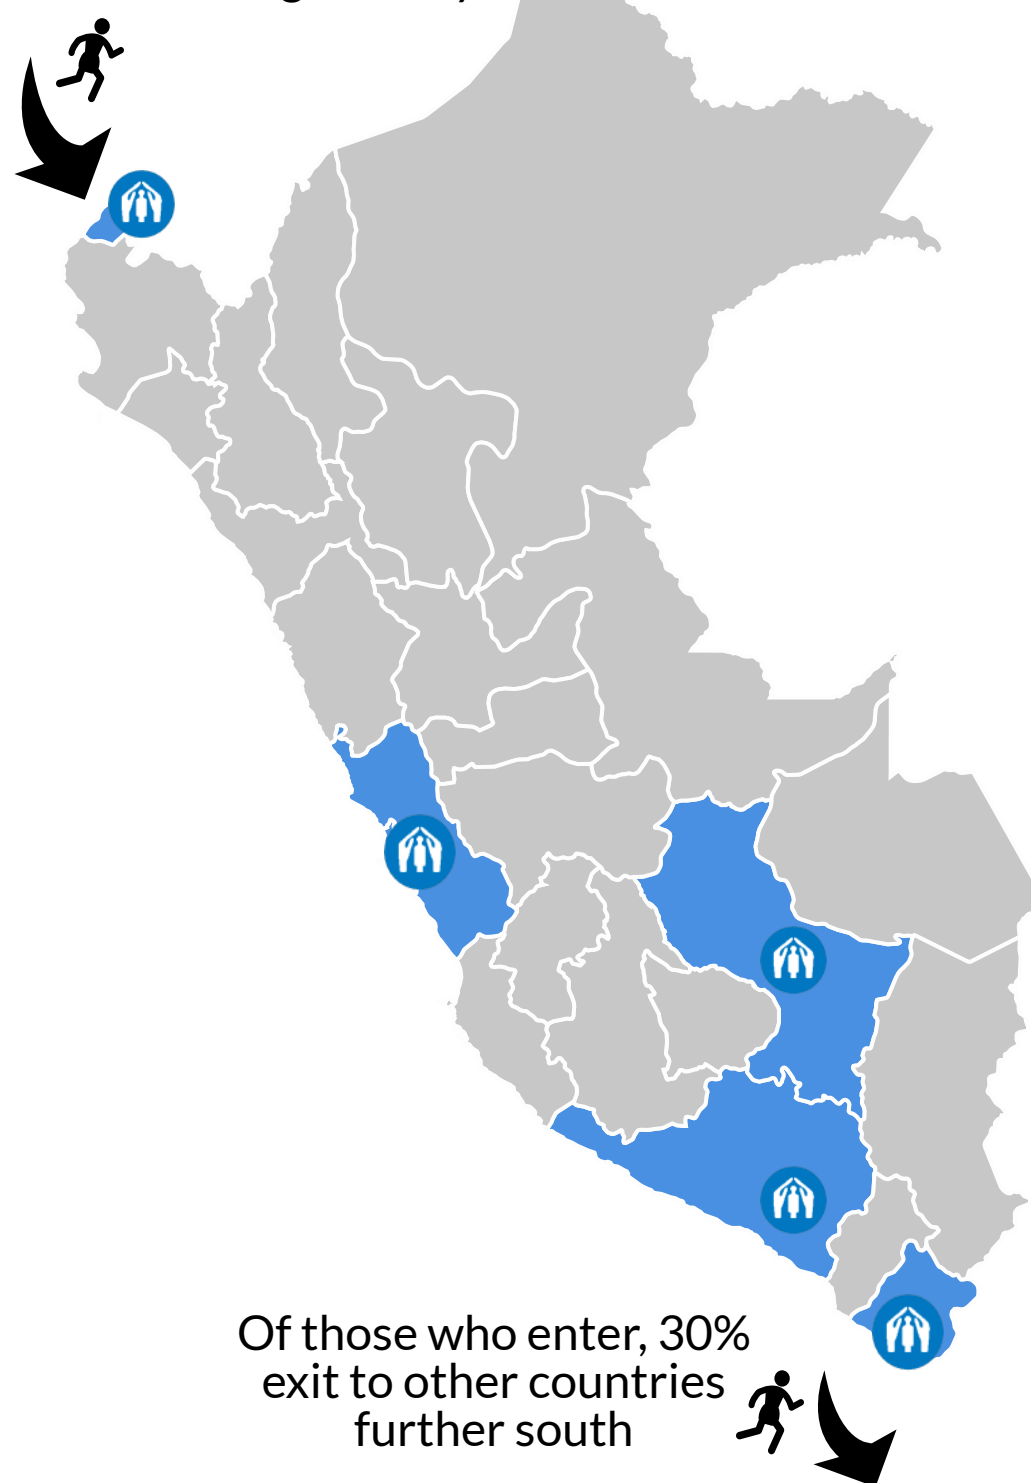 Of those who enter, 30%
exit to other countries
further south